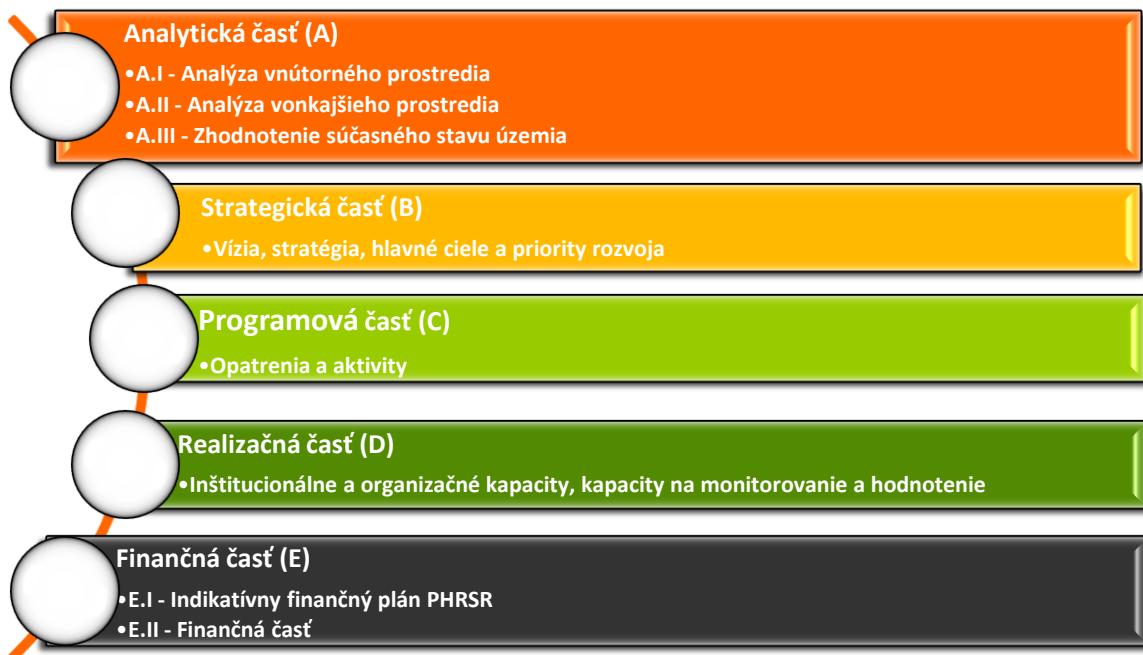 Analytická časť (A)
•A.I - Analýza vnútorného prostredia
•A.II - Analýza vonkajšieho prostredia
•A.III - Zhodnotenie súčasného stavu územia
Strategická časť (B)
•Vízia, stratégia, hlavné ciele a priority rozvoja
Programová časť (C)
•Opatrenia a aktivity
Realizačná časť (D)
•Inštitucionálne a organizačné kapacity, kapacity na monitorovanie a hodnotenie
Finančná časť (E)
•E.I - Indikatívny finančný plán PHRSR
•E.II - Finančná časť